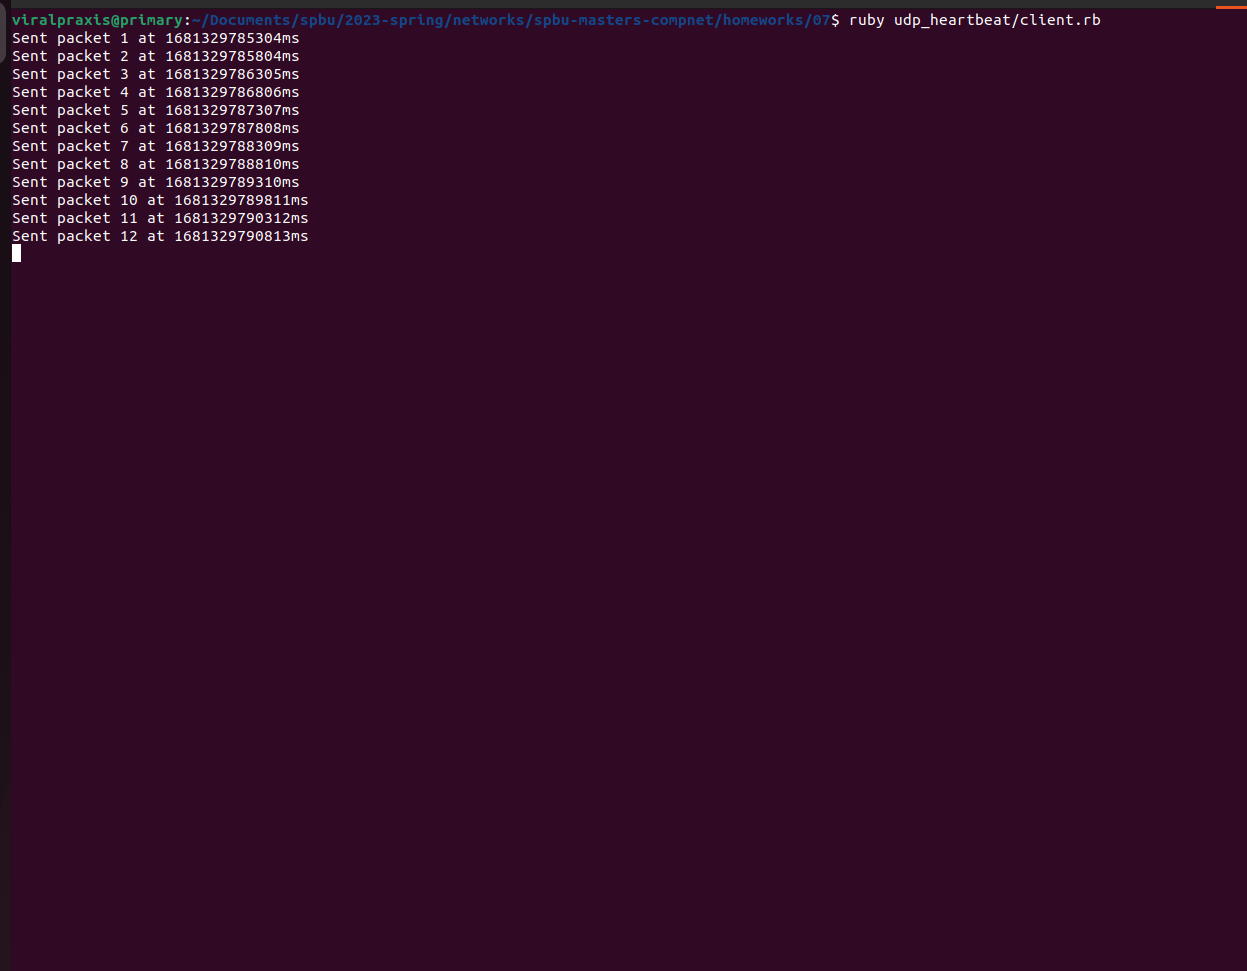 viralpraxis@primary:~/Documents/spbu/2023-spring/networks/spbu-masters-compnet/homeworks/07$ ruby udp_heartbeat/client.rb
Sent packet 1 at 1681329785304ms
Sent packet 2 at 1681329785804ms
Sent packet 3 at 1681329786305ms
Sent packet 4 at 1681329786806ms
Sent packet 5 at 1681329787307ms
Sent packet 6 at 1681329787808ms
Sent packet 7 at 1681329788309ms
Sent packet 8 at 1681329788810ms
Sent packet 9 at 1681329789310ms
Sent packet 10 at 1681329789811ms
Sent packet 11 at 1681329790312ms
Sent packet 12 at 1681329790813ms